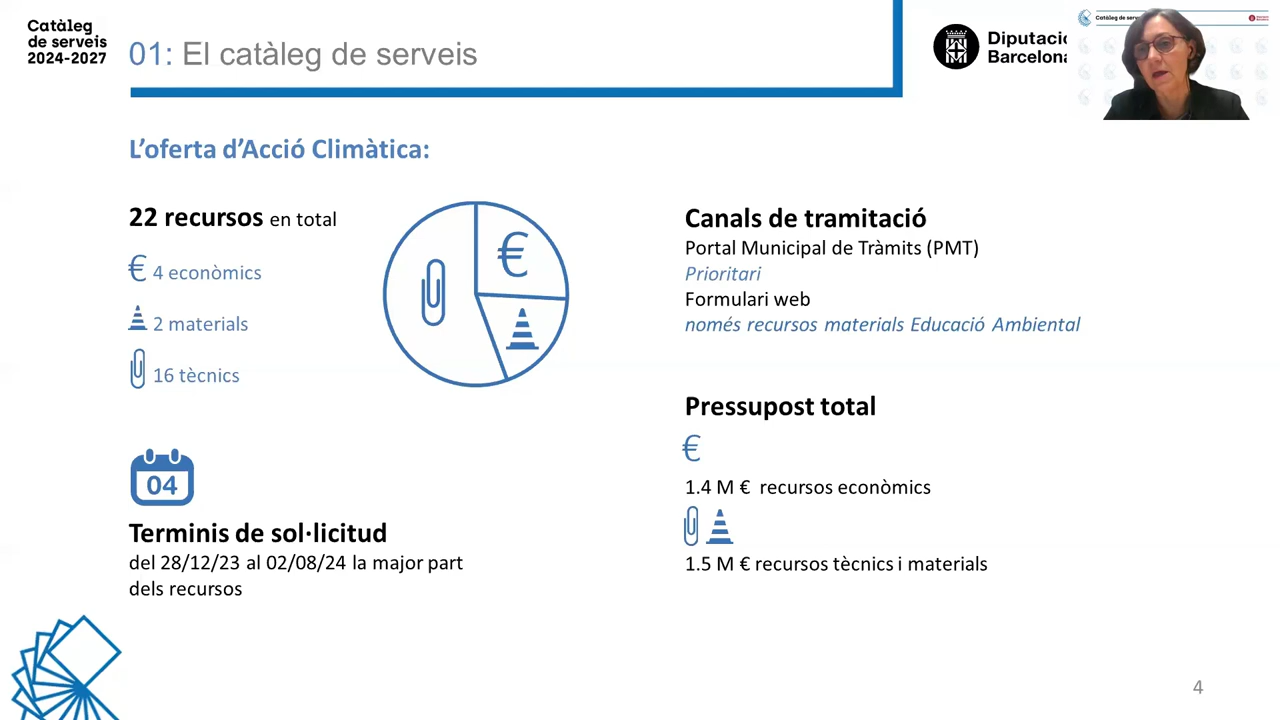 Catàleg
de serveis
2024-2027
01: El catàleg de serveis
Diputació
Barcelona
Catàleg de serv
L’oferta d’Acció Climàtica:
22 recursos en total
€ 4 econòmics
2 materials
16 tècnics
€
04
Terminis de sol·licitud
del 28/12/23 al 02/08/24 la major part
dels recursos
Canals de tramitació
Portal Municipal de Tràmits (PMT)
Prioritari
Formulari web
només recursos materials Educació Ambiental
Pressupost total
€
1.4 M € recursos econòmics
1.5 M € recursos tècnics i materials
4